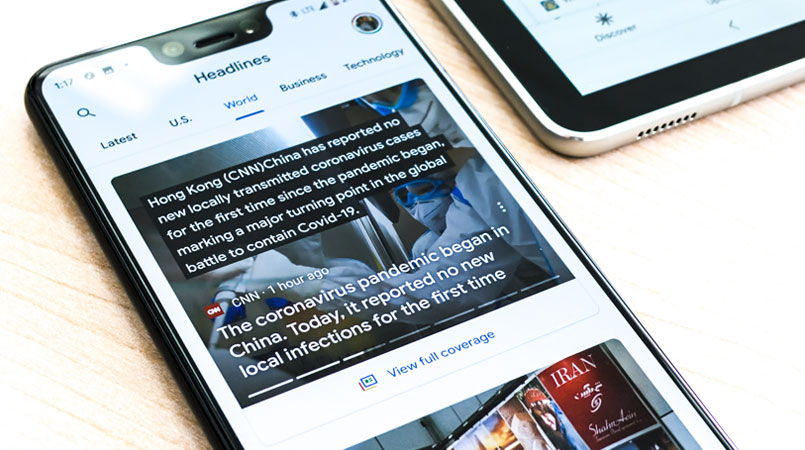 1:17
LTE
Headlines
Latest
U.S.
World
Business
Technology
Hong Kong (CNN)China has reported no
new locally transmitted coronavirus cases
for the first time since the pandemic began,
marking a major turning point in the global
battle to contain Covid-19.
CNN
CNN · 1 hour ago
The coronavirus pandemic began in
China. Today, it reported no new
local infections for the first time
View full coverage
IRAN
Discover